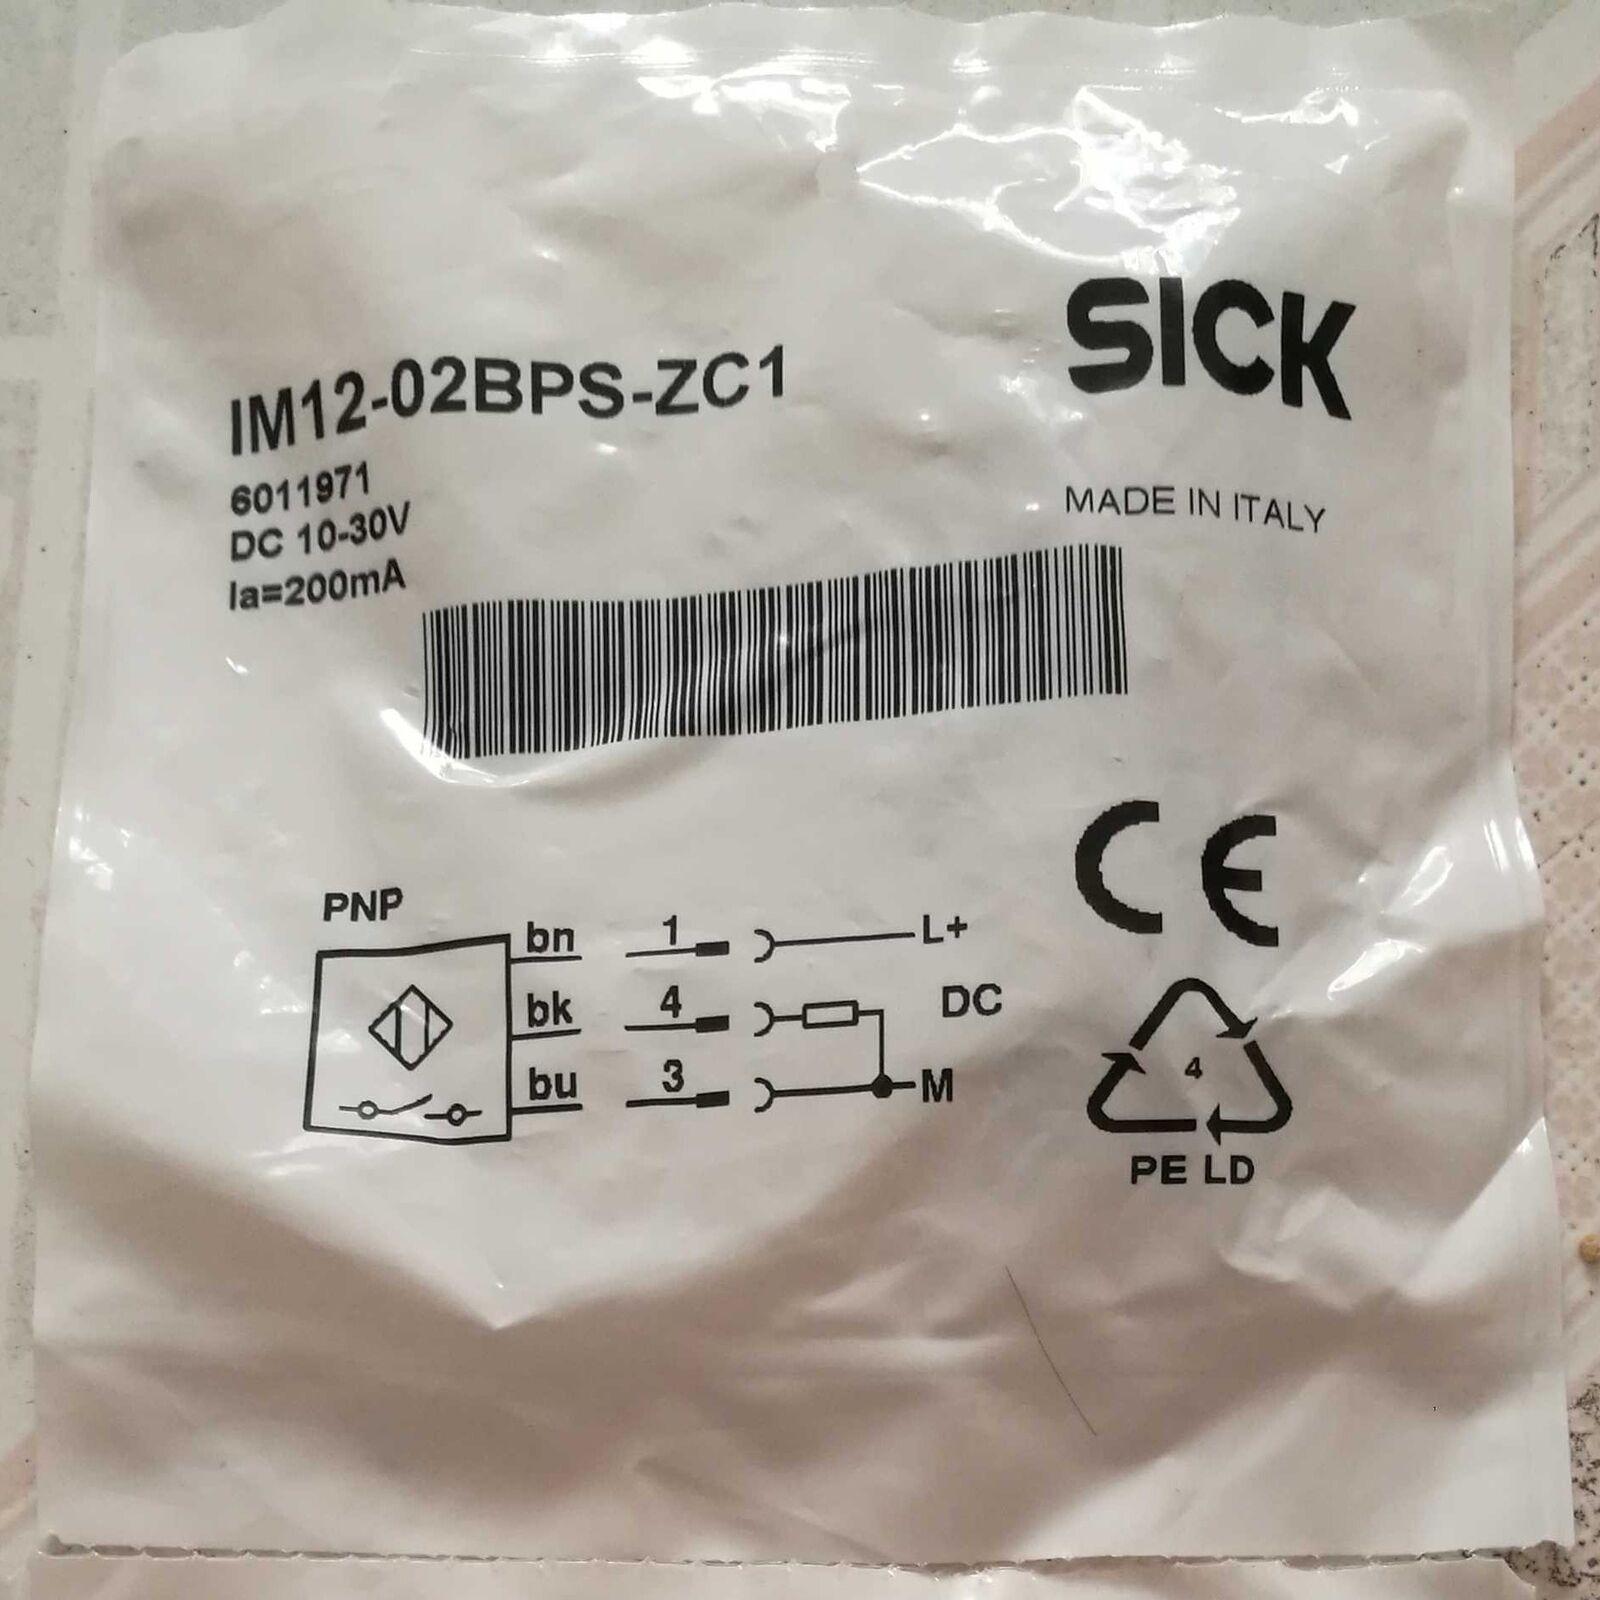 SICK
IM12-02BPS-ZC1
6011971
DC 10-30V
Ia=200mA
MADE IN ITALY
CE
PNP
bn 1 L+
bk 4 DC
bu 3 M
4
PE LD